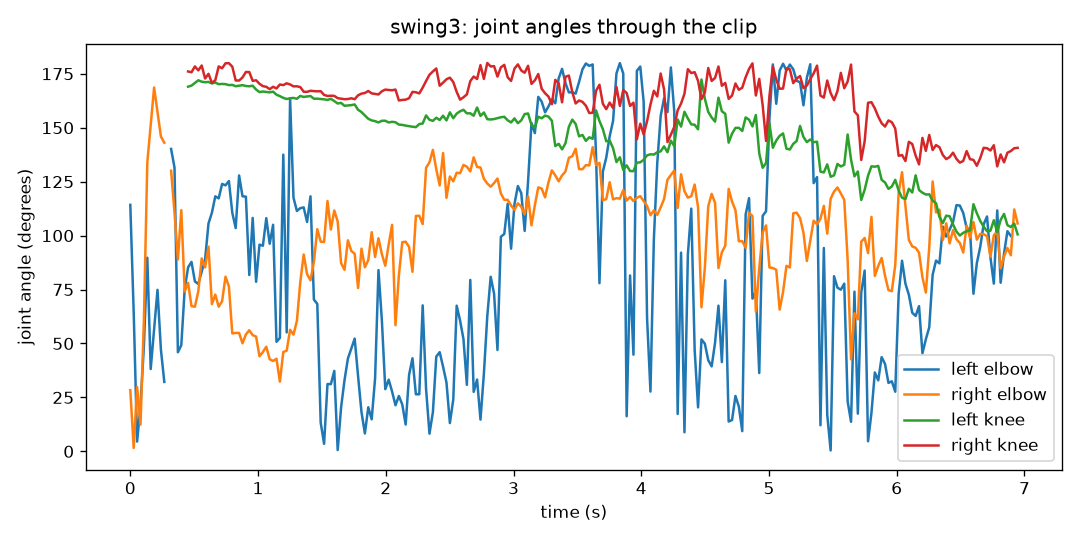 swing3: joint angles through the clip
joint angle (degrees)
175
150
125
100
75
50
25
0
0 1 2 3 4 5 6 7
time (s)
left elbow
right elbow
left knee
right knee